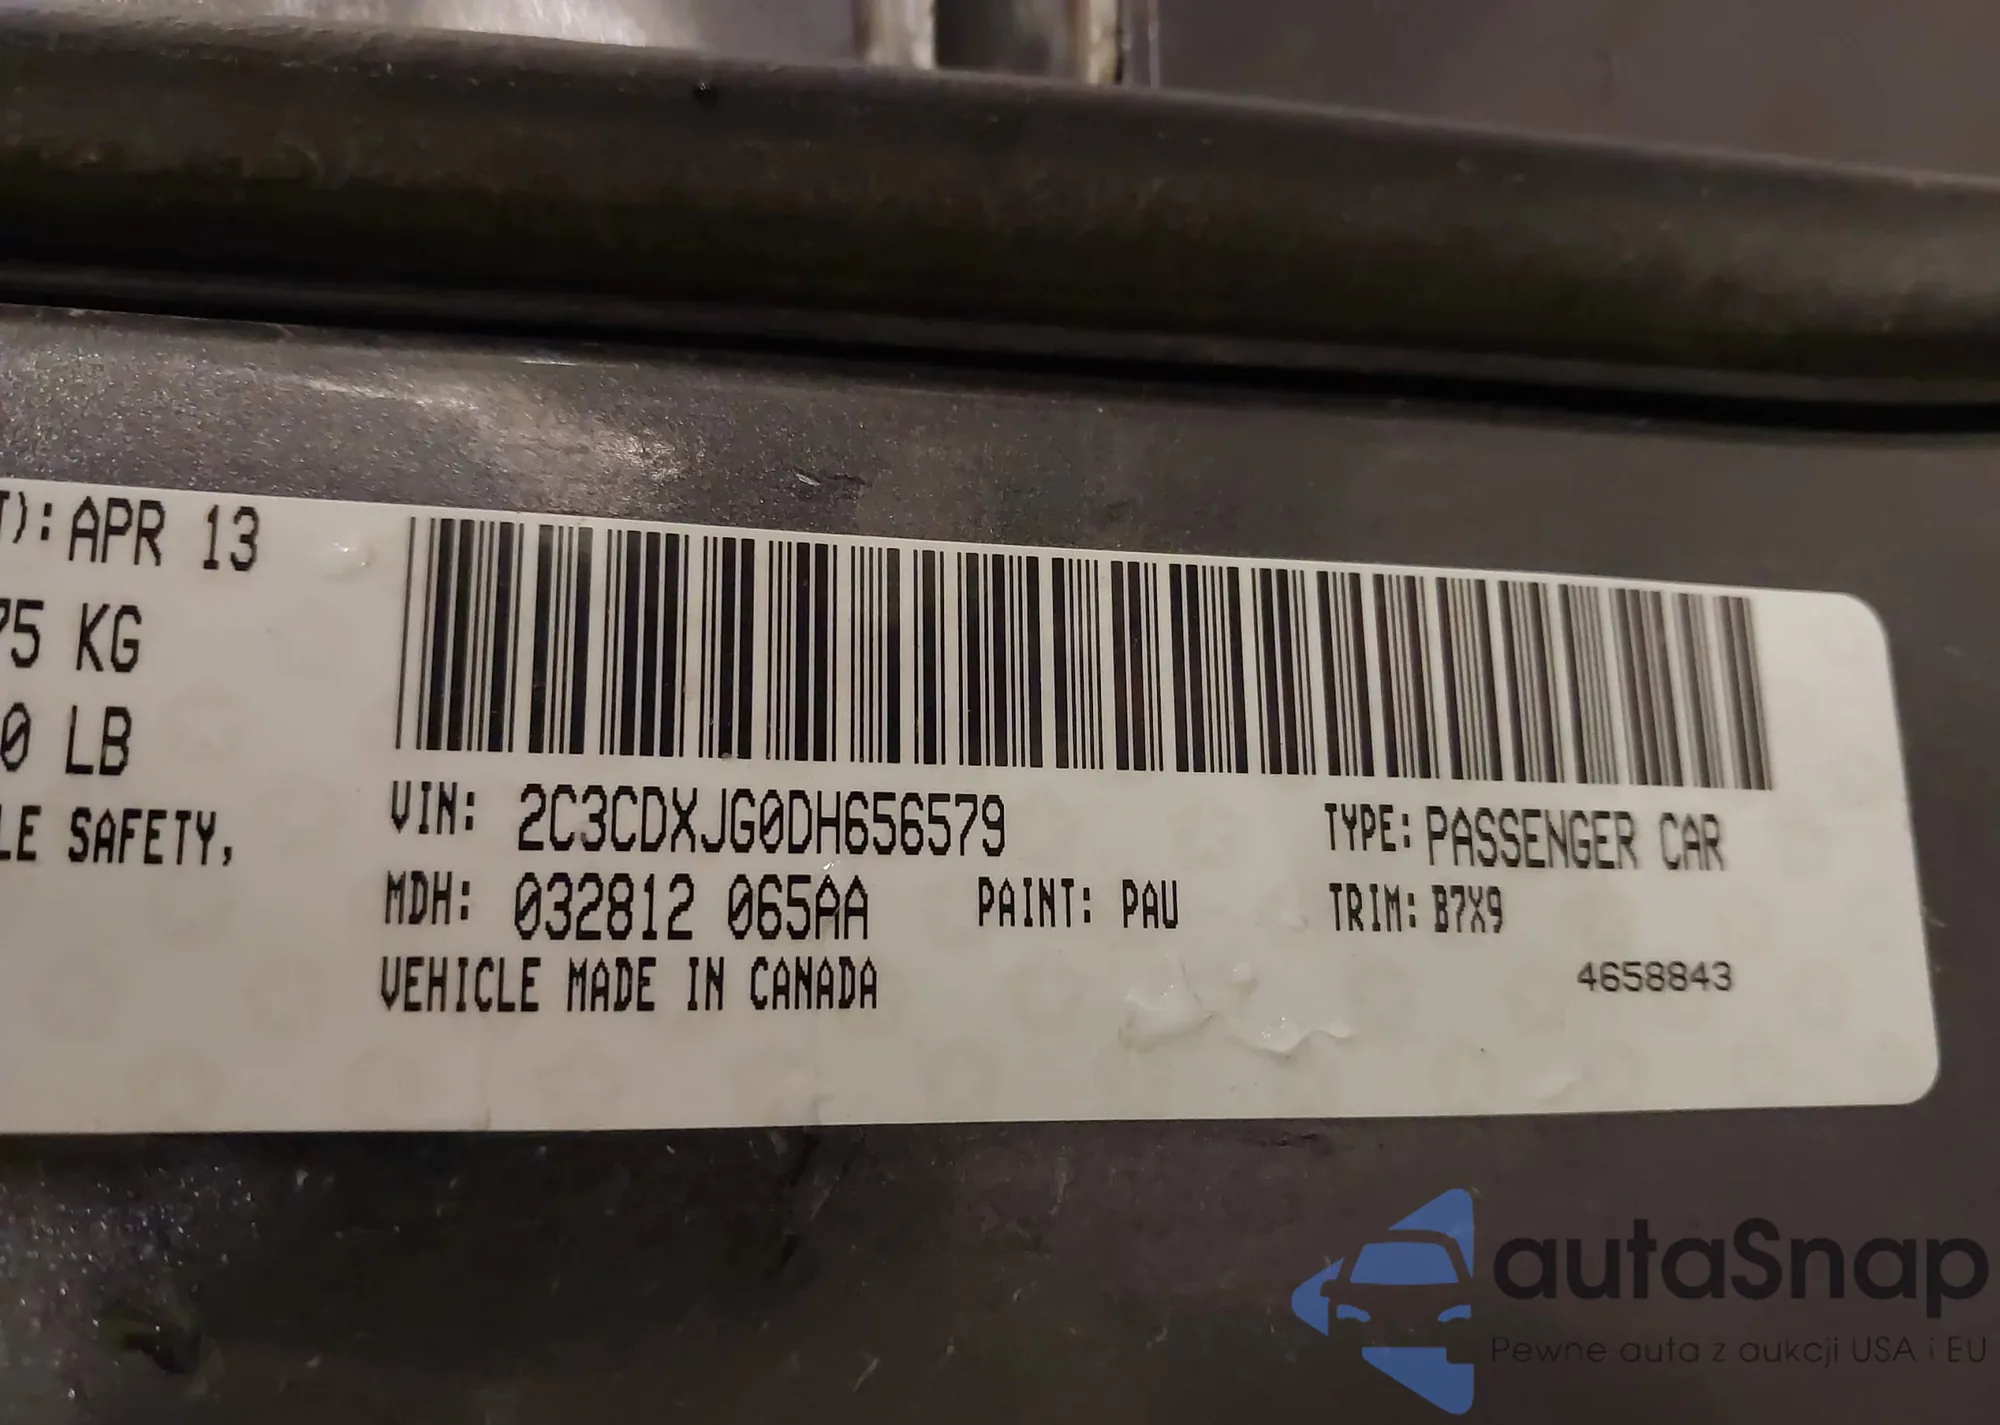 T): APR 13
75 KG
0 LB
LE SAFETY,
VIN: 2C3CDXJG0DH656579
TYPE: PASSENGER CAR
MDH: 032812 065AA
PAINT: PAU
TRIM: B7X9
VEHICLE MADE IN CANADA
4658843
autaSnap
Pewne auta z aukcji USA i EU